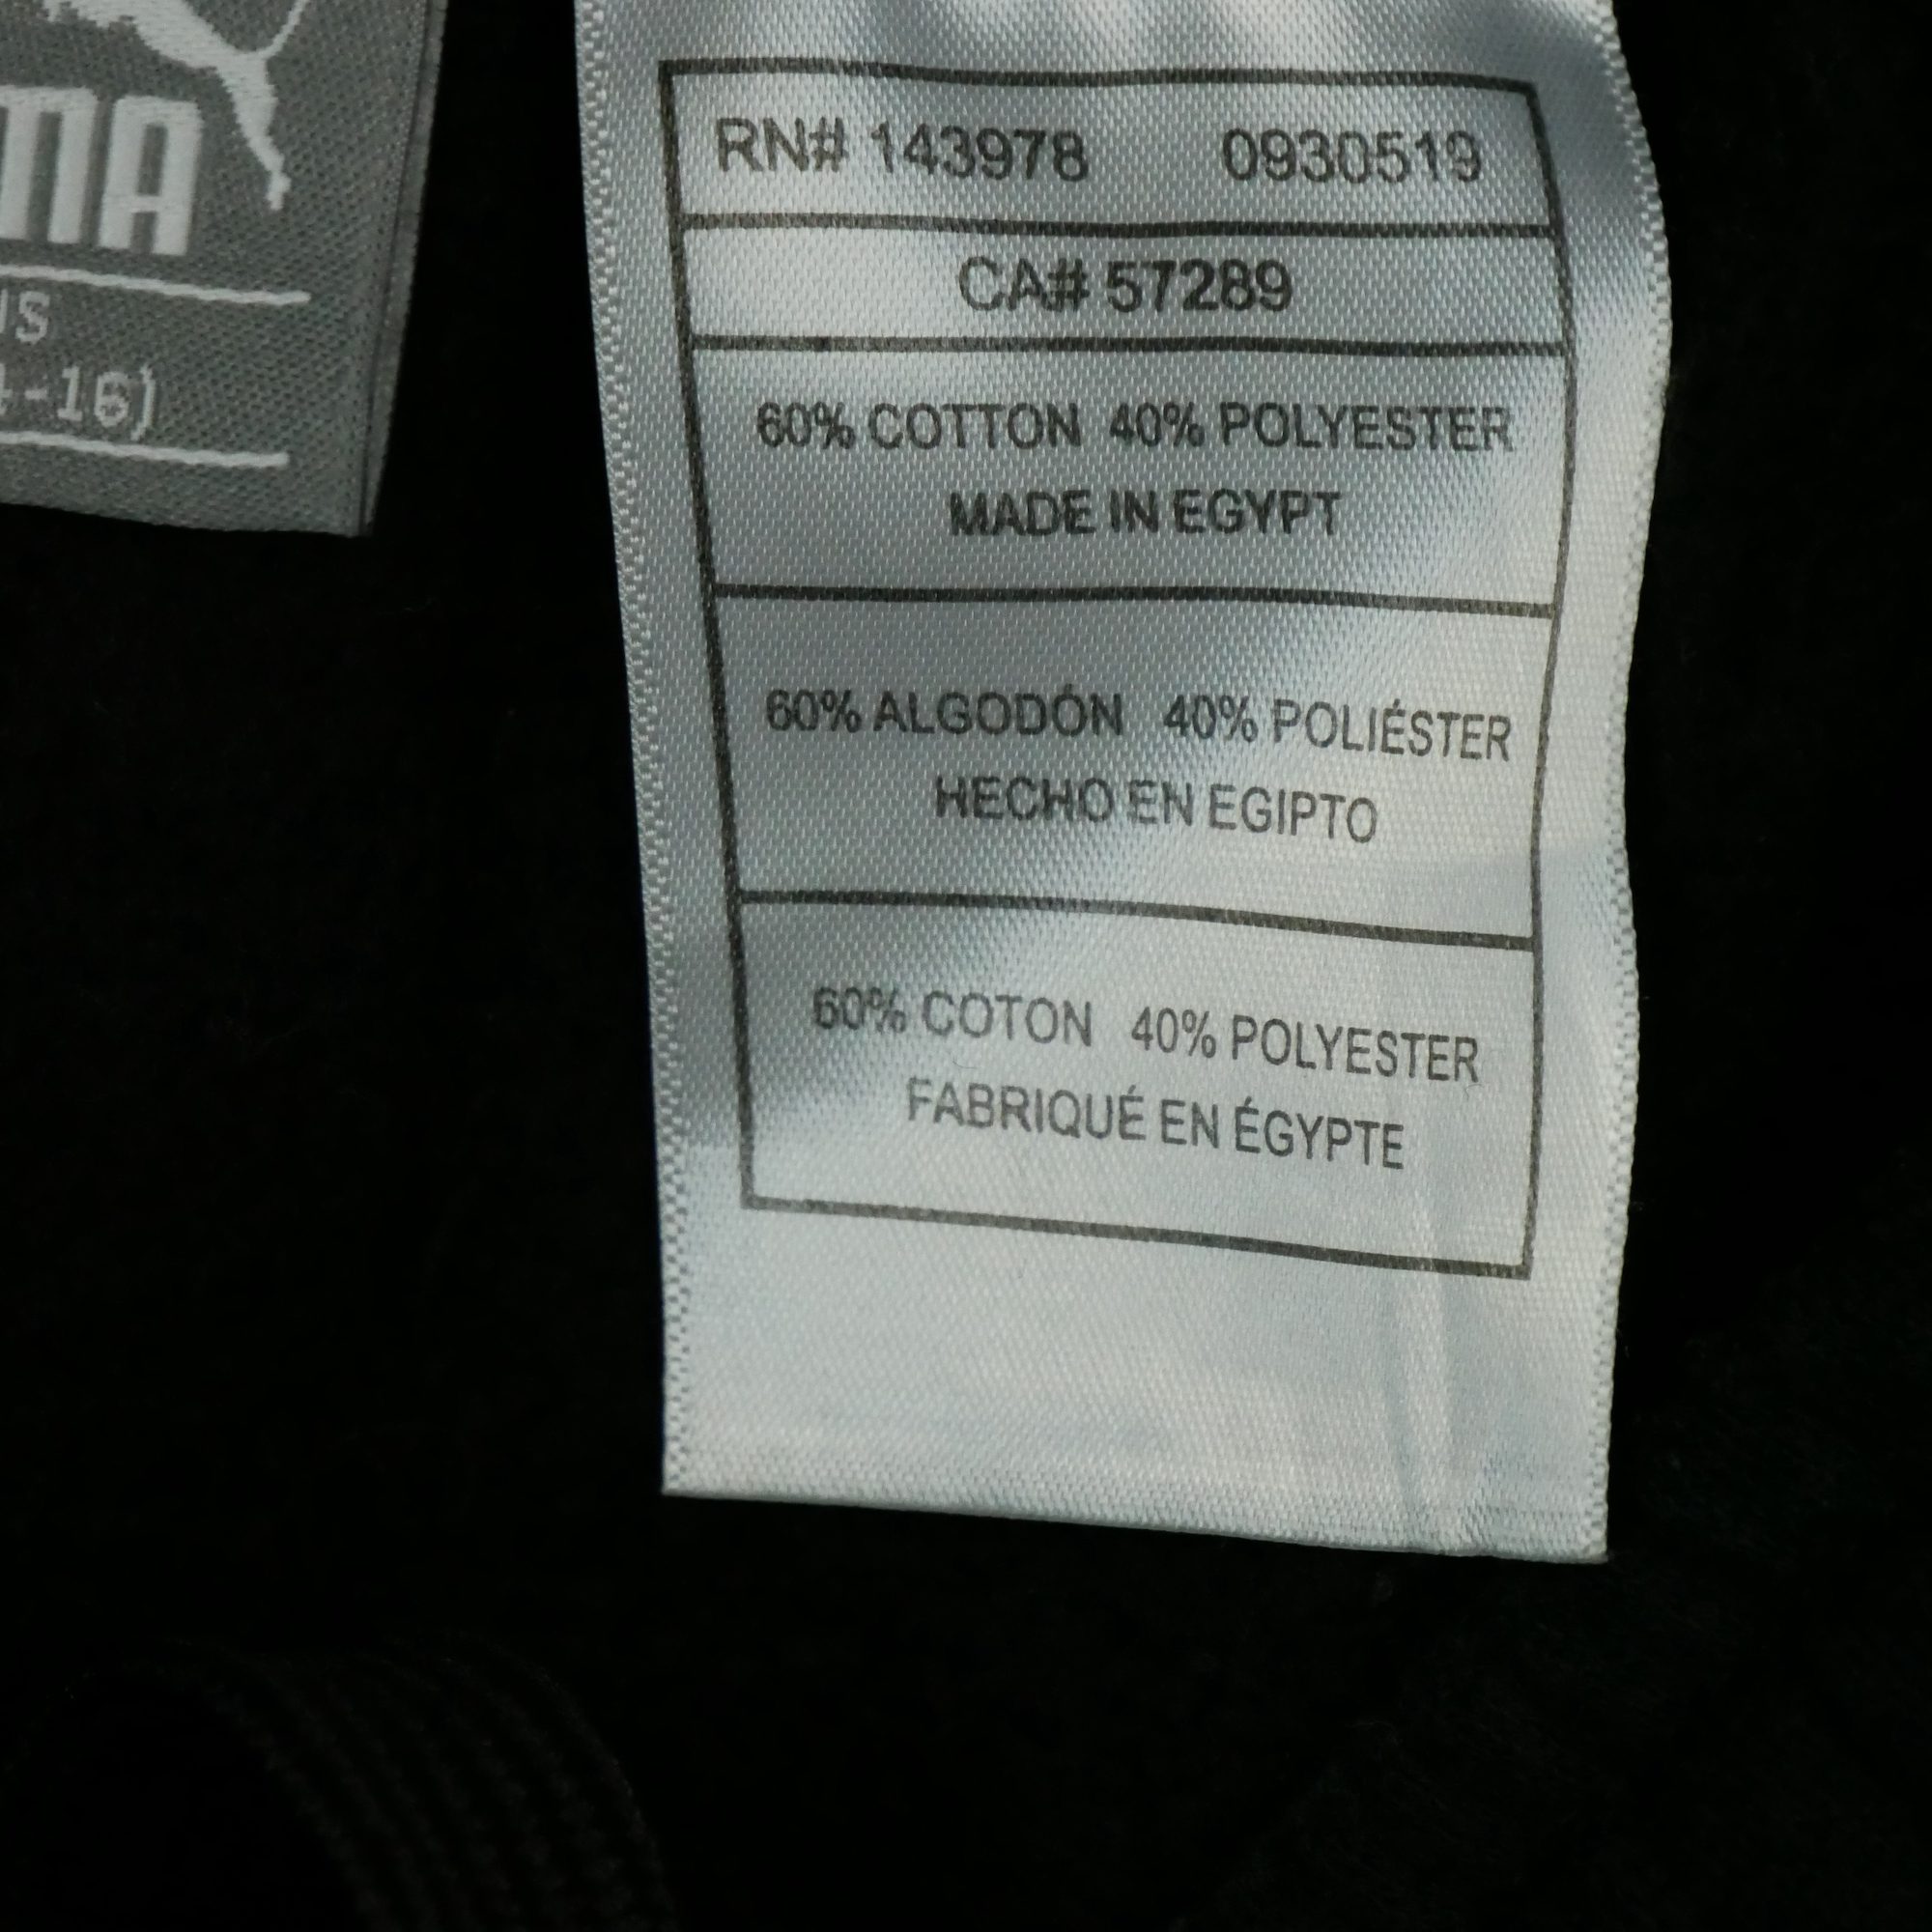 RN# 143978 0930519
CA# 57289
60% COTTON 40% POLYESTER
MADE IN EGYPT
60% ALGODÓN 40% POLIÉSTER
HECHO EN EGIPTO
60% COTON 40% POLYESTER
FABRIQUÉ EN ÉGYPTE